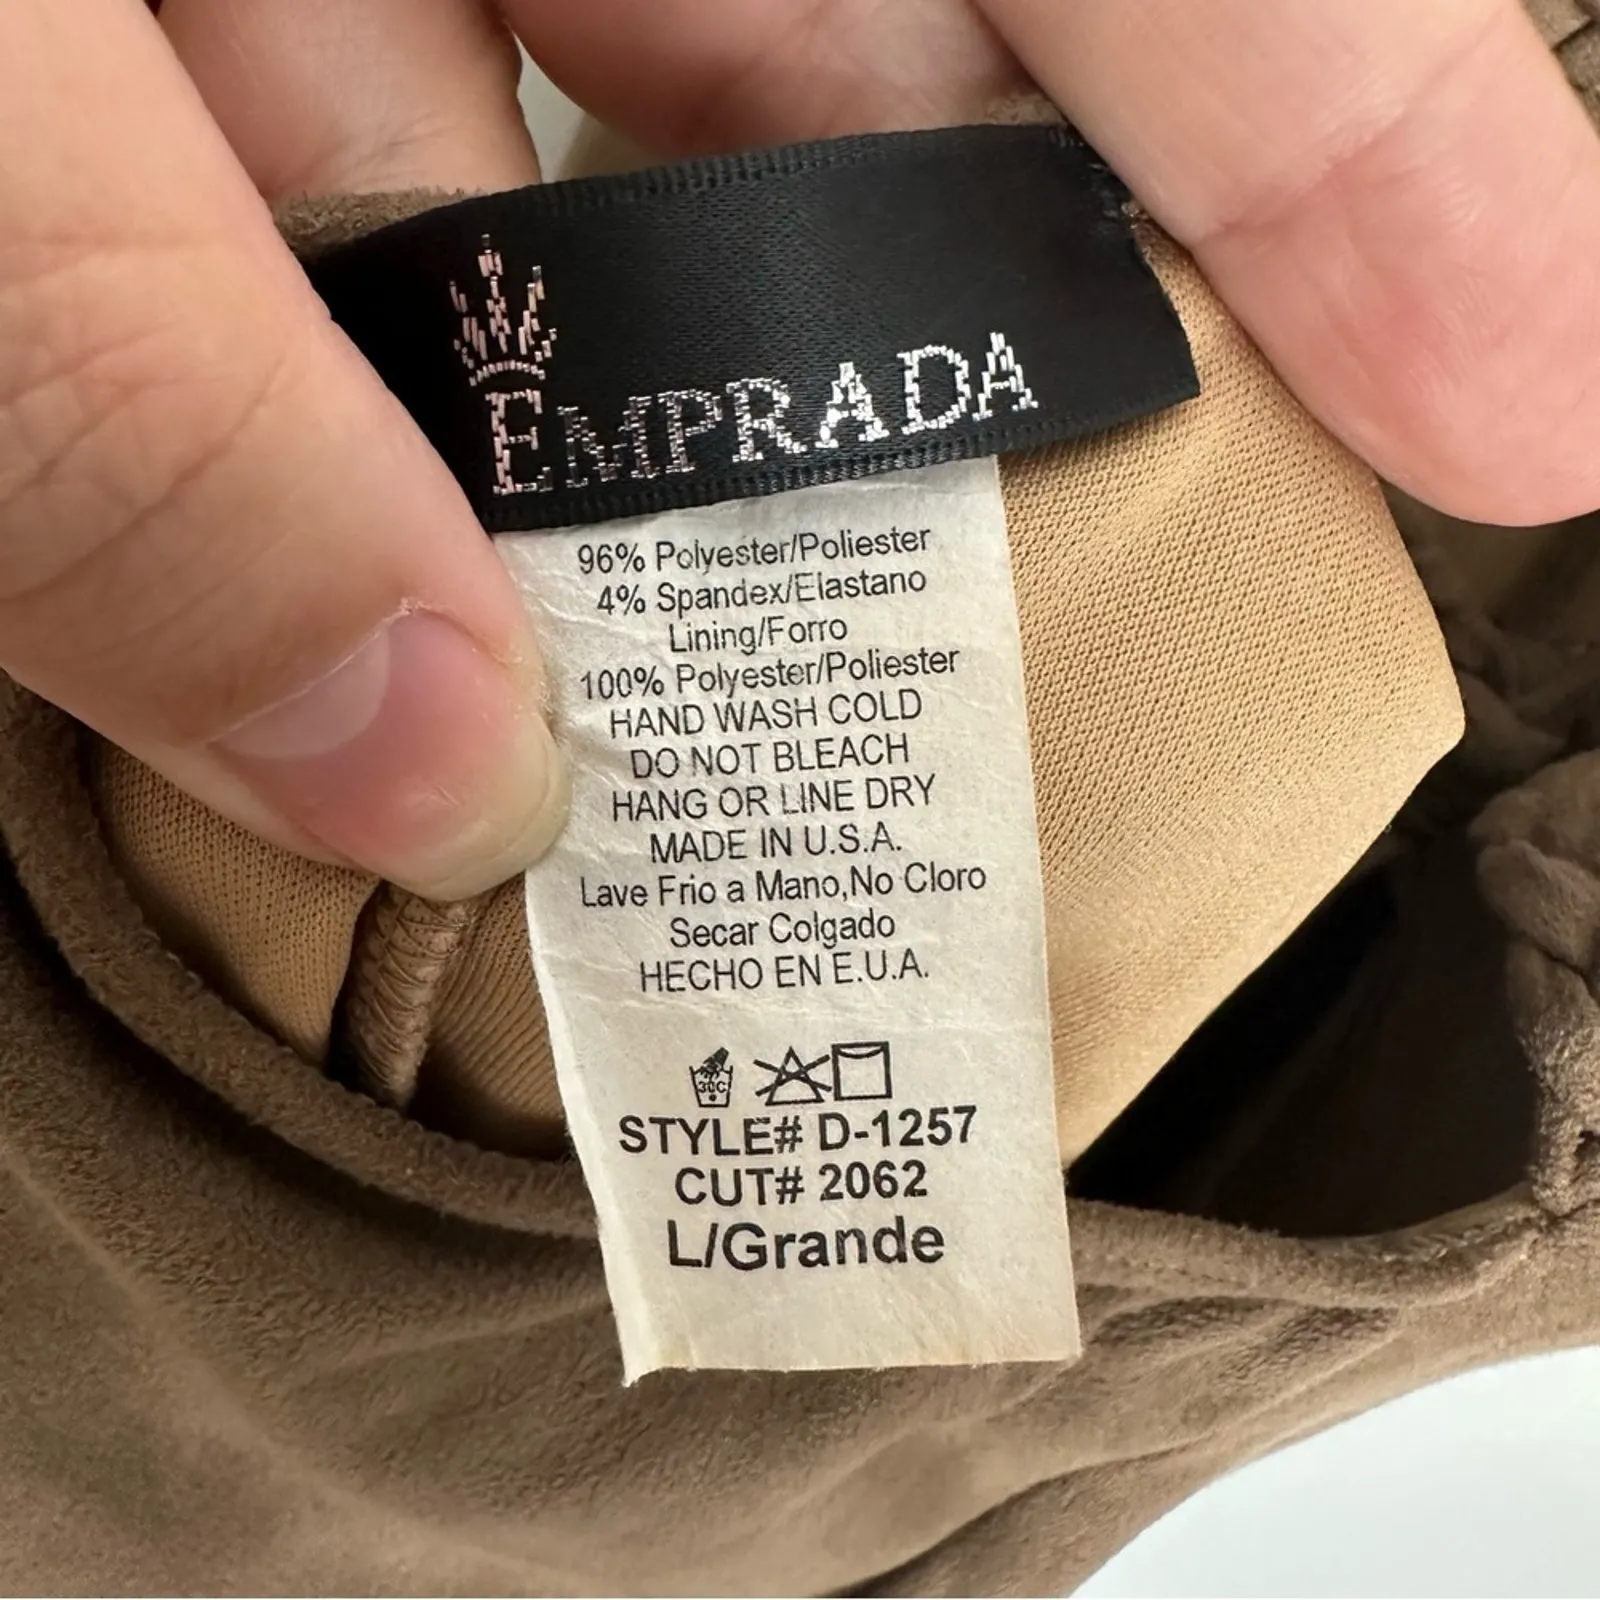 EMPRADA
96% Polyester/Poliester
4% Spandex/Elastano
Lining/Forro
100% Polyester/Poliester
HAND WASH COLD
DO NOT BLEACH
HANG OR LINE DRY
MADE IN U.S.A.
Lave Frio a Mano,No Cloro
Secar Colgado
HECHO EN E.U.A.
30C
STYLE# D-1257
CUT# 2062
L/Grande